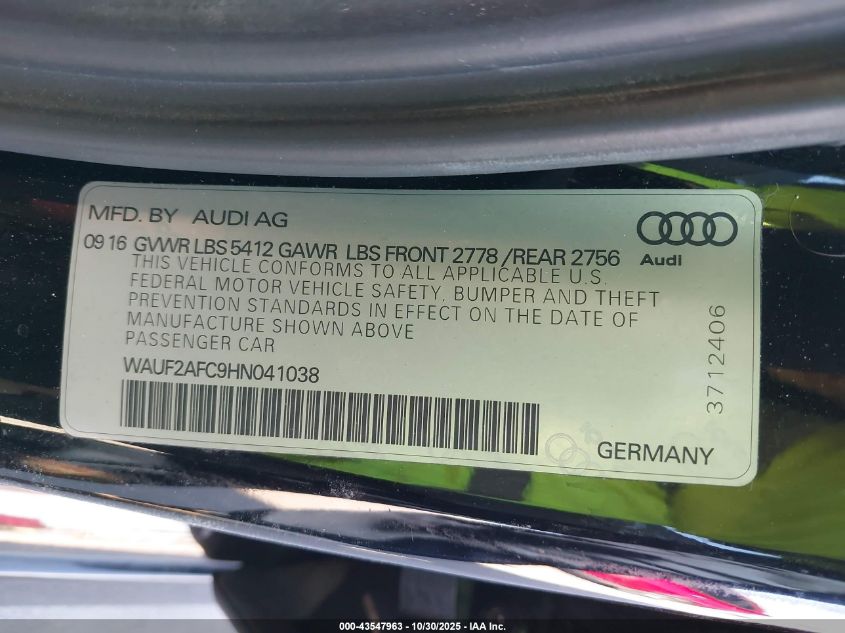 MFD. BY AUDI AG
09 16 GVWR LBS 5412 GAWR LBS FRONT 2778 / REAR 2756
THIS VEHICLE CONFORMS TO ALL APPLICABLE U.S.
FEDERAL MOTOR VEHICLE SAFETY, BUMPER AND THEFT
PREVENTION STANDARDS IN EFFECT ON THE DATE OF
MANUFACTURE SHOWN ABOVE
PASSENGER CAR
WAUF2AFC9HN041038
Audi
3712406
GERMANY
000-43547963 - 10/30/2025 - IAA Inc.